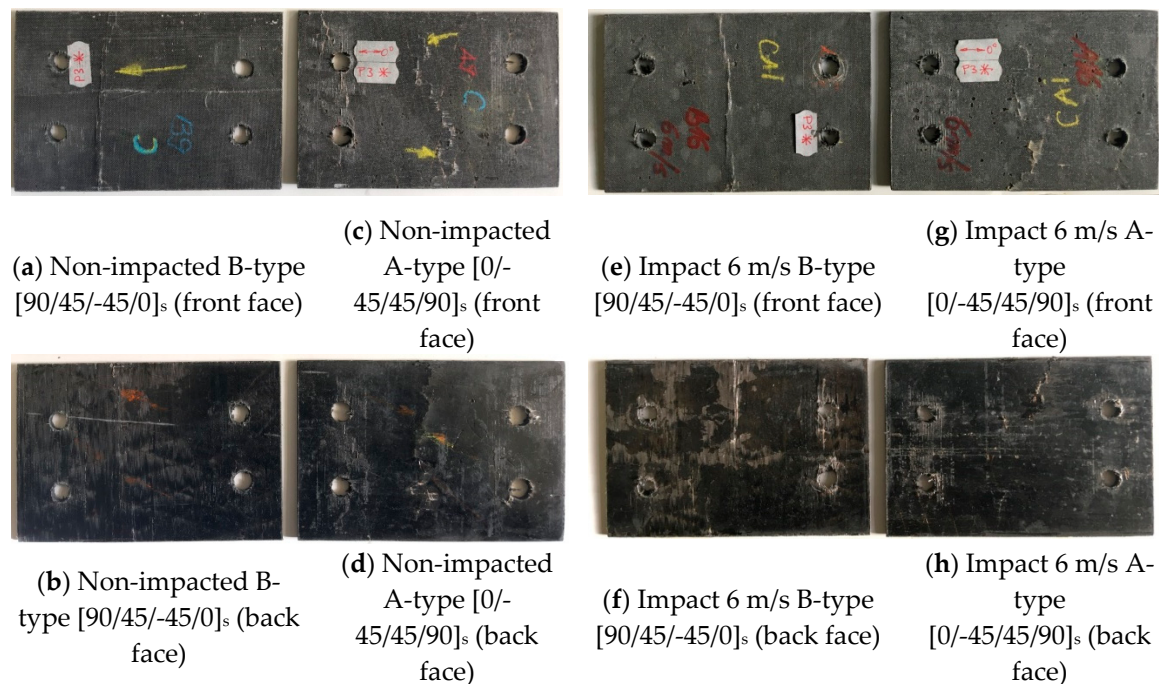 P3 *
C
0°
P3 *
C
CAI
6 m/s
P3 *
0°
P3 *
CAI
6m/s
(a) Non-impacted B-type
[90/45/-45/0]s (front face)
(c) Non-impacted
A-type [0/-
45/45/90]s (front
face)
(e) Impact 6 m/s B-type
[90/45/-45/0]s (front face)
(g) Impact 6 m/s A-
type
[0/-45/45/90]s (front
face)
(b) Non-impacted B-
type [90/45/-45/0]s (back
face)
(d) Non-impacted
A-type [0/-
45/45/90]s (back
face)
(f) Impact 6 m/s B-type
[90/45/-45/0]s (back face)
(h) Impact 6 m/s A-
type
[0/-45/45/90]s (back
face)